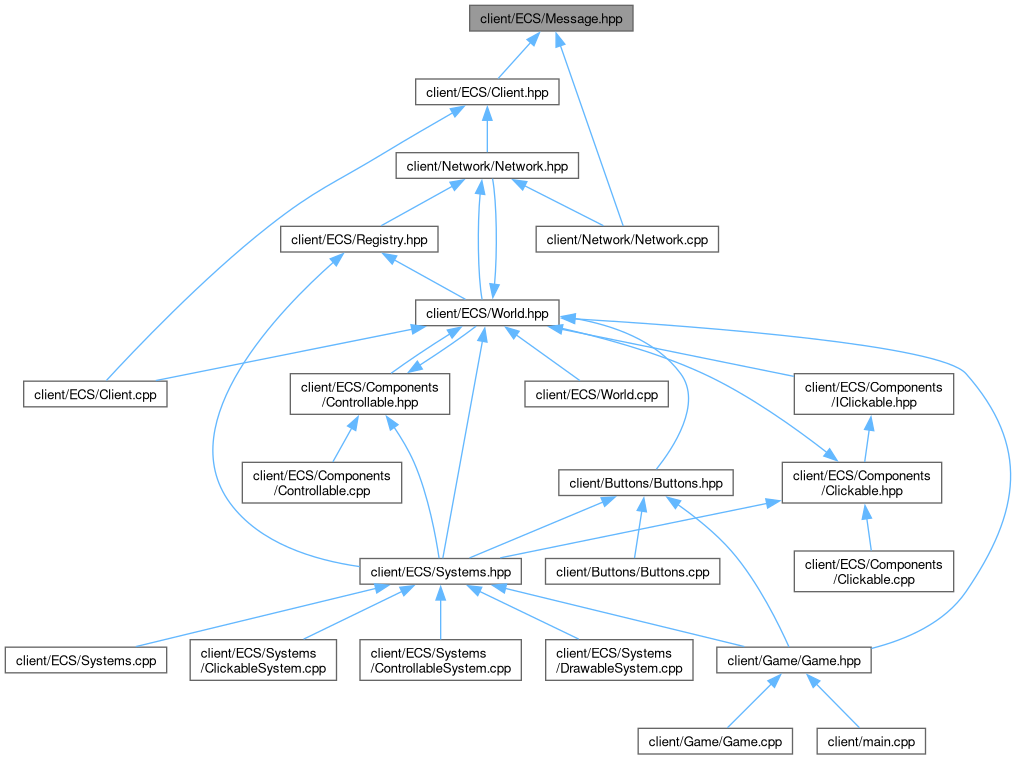 client/ECS/Message.hpp
client/ECS/Client.hpp
client/Network/Network.hpp
client/ECS/Registry.hpp
client/Network/Network.cpp
client/ECS/World.hpp
client/ECS/Client.cpp
client/ECS/Components
/Controllable.hpp
client/ECS/World.cpp
client/ECS/Components
/IClickable.hpp
client/ECS/Components
/Controllable.cpp
client/Buttons/Buttons.hpp
client/ECS/Components
/Clickable.hpp
client/ECS/Systems.hpp
client/Buttons/Buttons.cpp
client/ECS/Components
/Clickable.cpp
client/ECS/Systems.cpp
client/ECS/Systems
/ClickableSystem.cpp
client/ECS/Systems
/ControllableSystem.cpp
client/ECS/Systems
/DrawableSystem.cpp
client/Game/Game.hpp
client/Game/Game.cpp
client/main.cpp